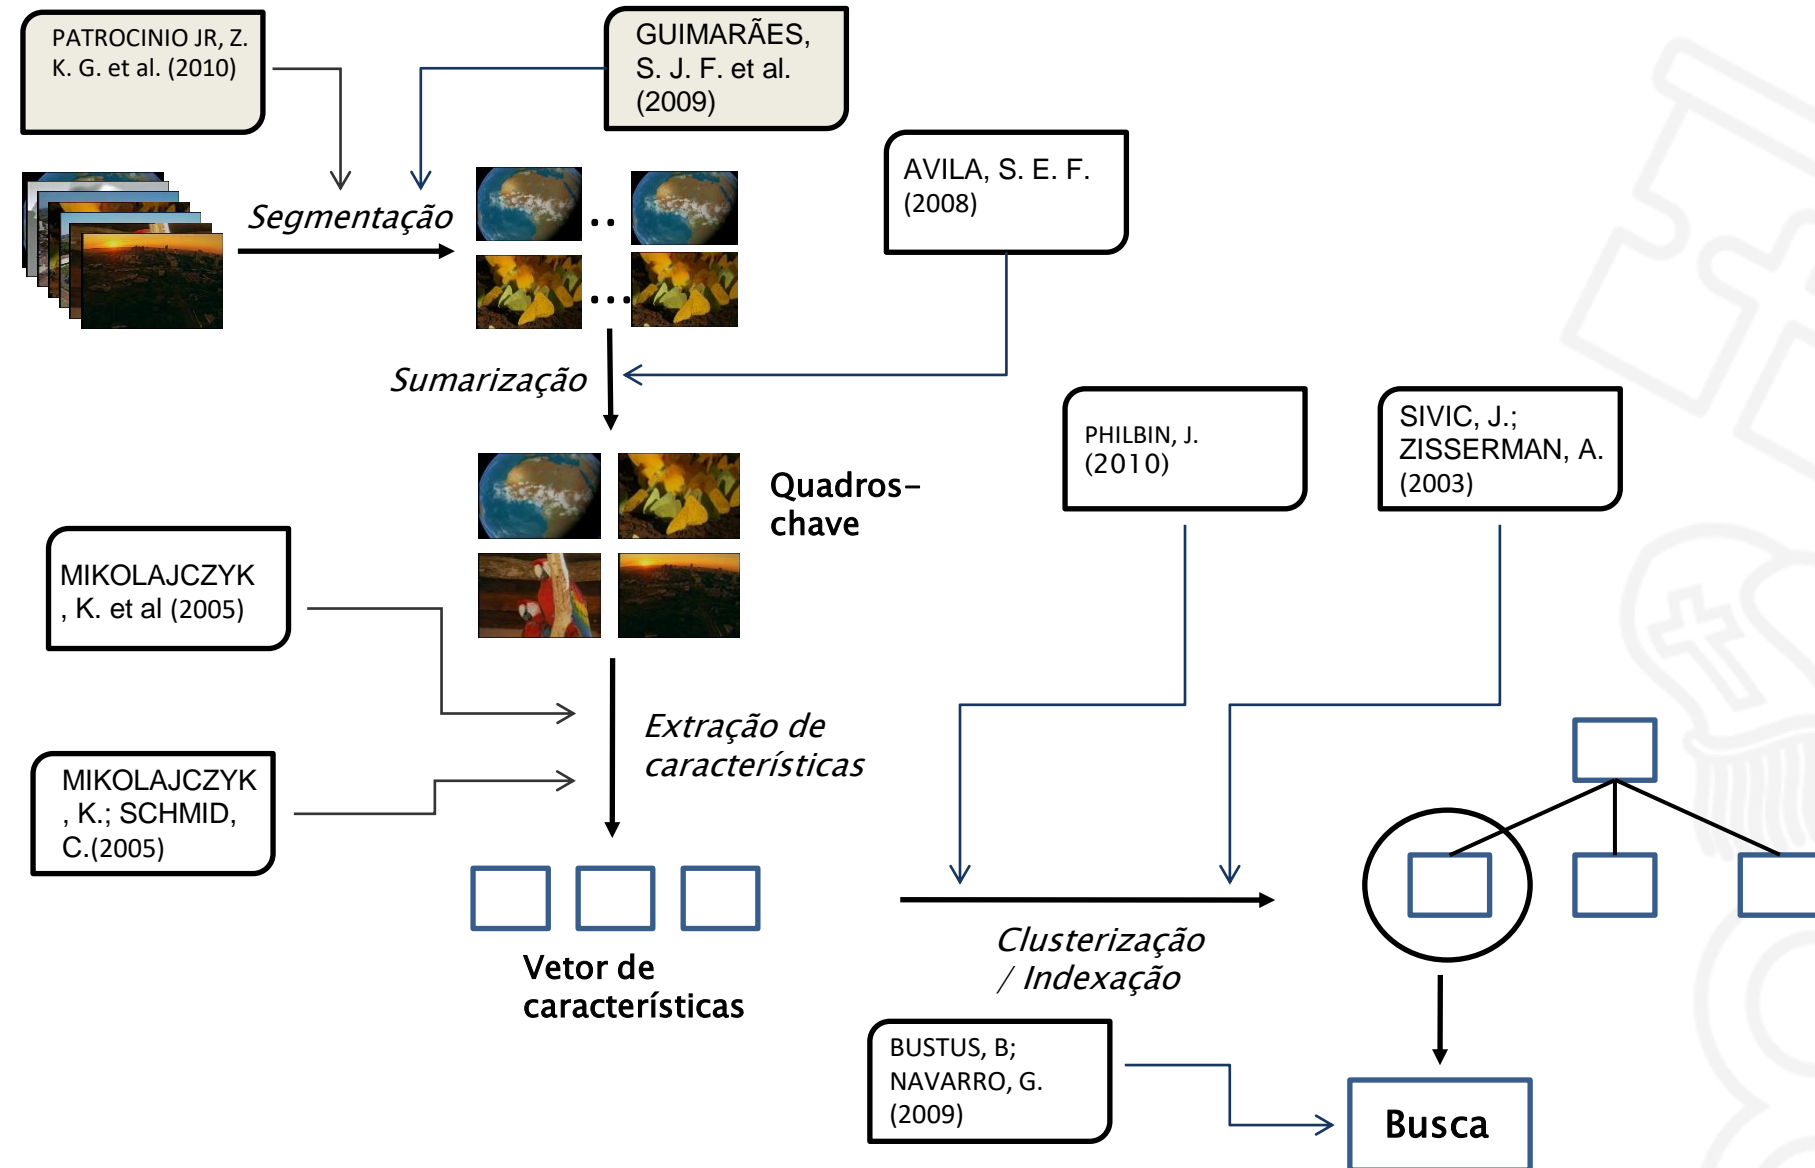 PATROCINIO JR, Z.
K. G. et al. (2010)
GUIMARÃES,
S. J. F. et al.
(2009)
AVILA, S. E. F.
(2008)
Segmentação
..
...
Sumarização
PHILBIN, J.
(2010)
SIVIC, J.;
ZISSERMAN, A.
(2003)
Quadros-
chave
MIKOLAJCZYK
, K. et al (2005)
Extração de
características
MIKOLAJCZYK
, K.; SCHMID,
C.(2005)
Vetor de
características
Clusterização
/ Indexação
BUSTUS, B;
NAVARRO, G.
(2009)
Busca